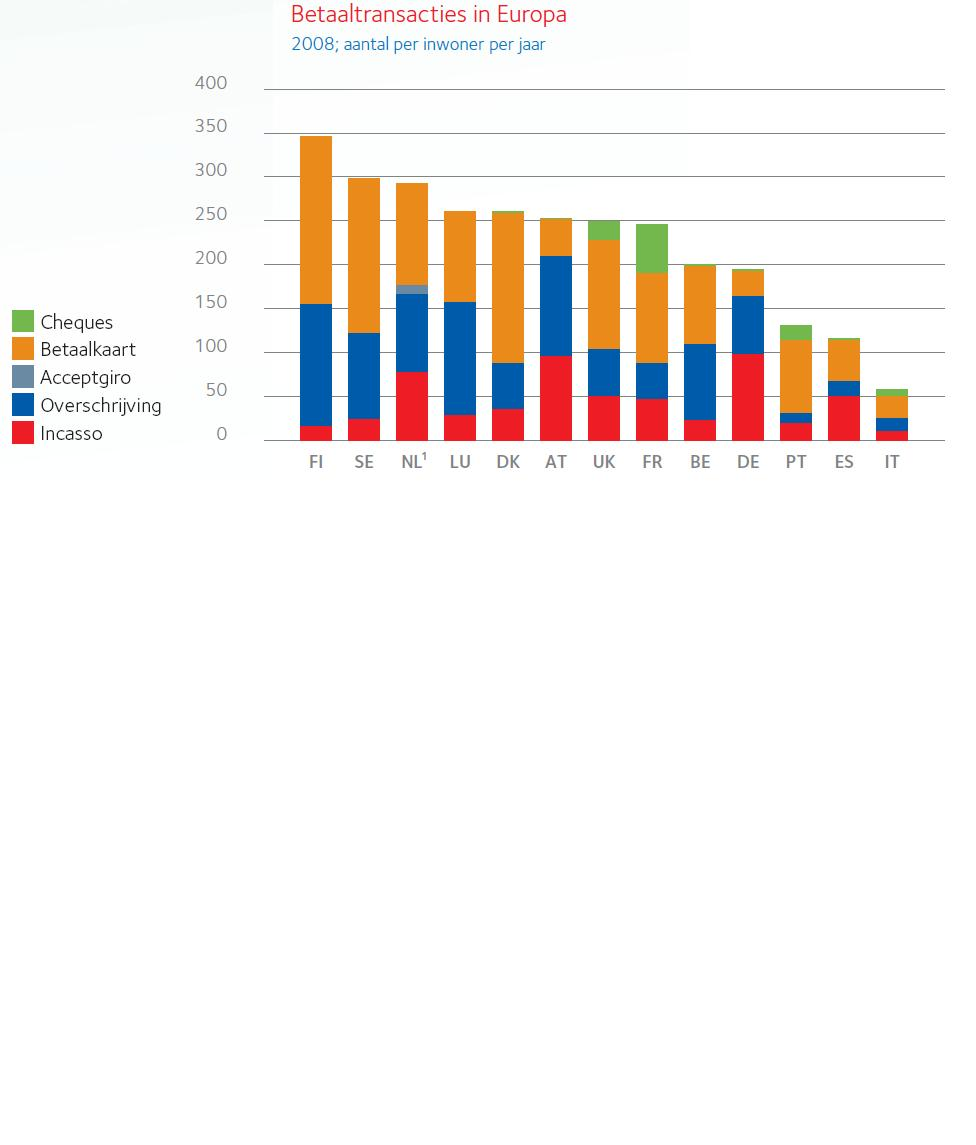 Betaaltransacties in Europa
2008; aantal per inwoner per jaar
400
350
300
250
200
150
100
50
0
Cheques
Betaalkaart
Acceptgiro
Overschrijving
Incasso
FI SE NL¹ LU DK AT UK FR BE DE PT ES IT